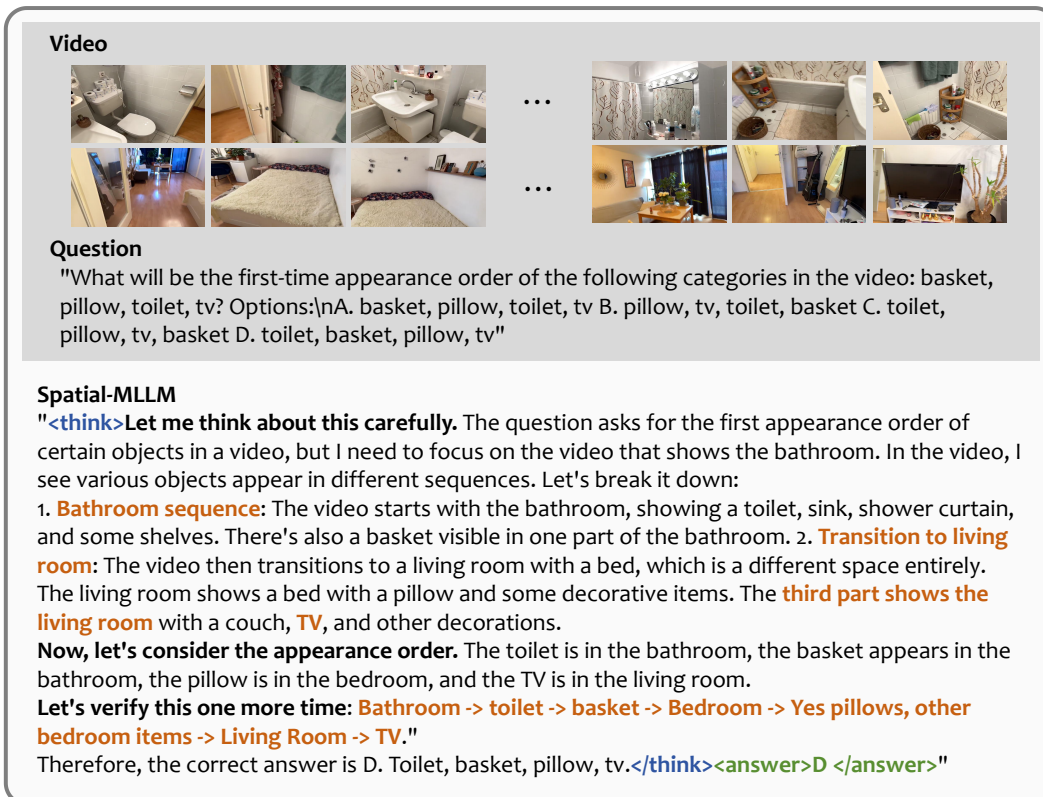 Video
...
...
Question
"What will be the first-time appearance order of the following categories in the video: basket,
pillow, toilet, tv? Options:\nA. basket, pillow, toilet, tv B. pillow, tv, toilet, basket C. toilet,
pillow, tv, basket D. toilet, basket, pillow, tv"
Spatial-MLLM
"<think>Let me think about this carefully. The question asks for the first appearance order of
certain objects in a video, but I need to focus on the video that shows the bathroom. In the video, I
see various objects appear in different sequences. Let's break it down:
1. Bathroom sequence: The video starts with the bathroom, showing a toilet, sink, shower curtain,
and some shelves. There's also a basket visible in one part of the bathroom. 2. Transition to living
room: The video then transitions to a living room with a bed, which is a different space entirely.
The living room shows a bed with a pillow and some decorative items. The third part shows the
living room with a couch, TV, and other decorations.
Now, let's consider the appearance order. The toilet is in the bathroom, the basket appears in the
bathroom, the pillow is in the bedroom, and the TV is in the living room.
Let's verify this one more time: Bathroom -> toilet -> basket -> Bedroom -> Yes pillows, other
bedroom items -> Living Room -> TV."
Therefore, the correct answer is D. Toilet, basket, pillow, tv.</think><answer>D </answer>"